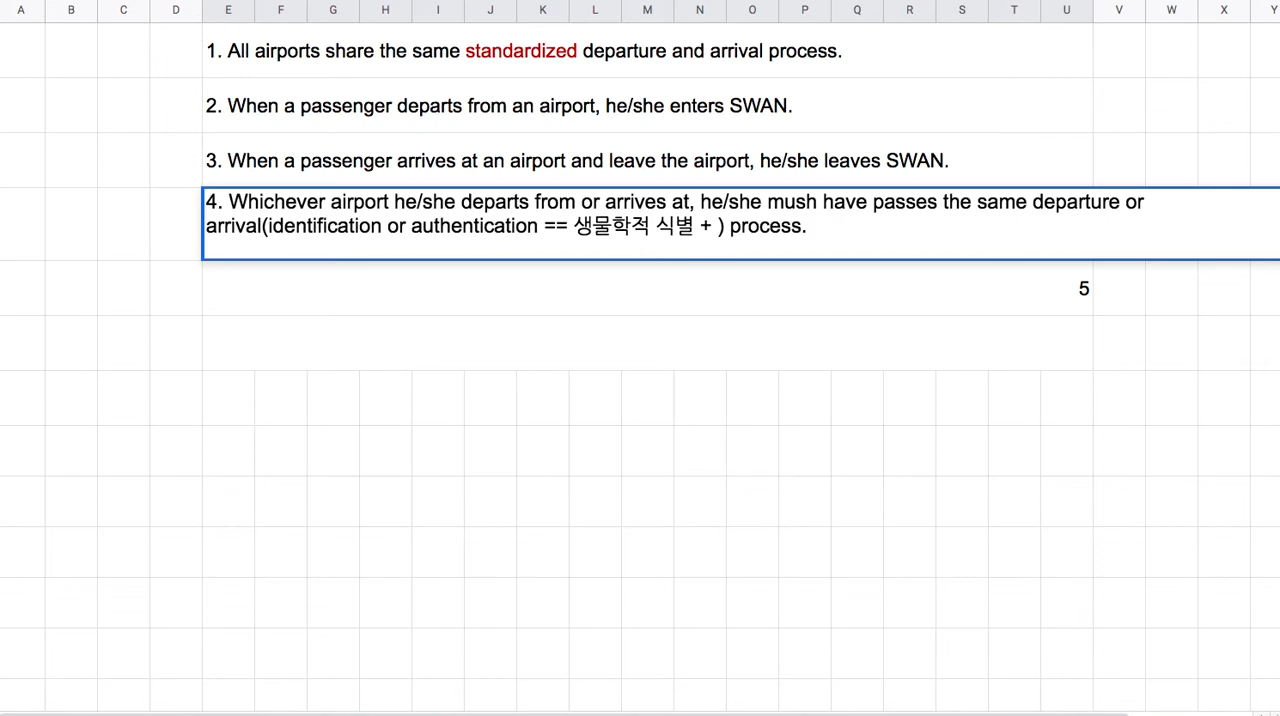 A B C D E F G H I J K L M N O P Q R S T U V W X Y
1. All airports share the same standardized departure and arrival process.
2. When a passenger departs from an airport, he/she enters SWAN.
3. When a passenger arrives at an airport and leave the airport, he/she leaves SWAN.
4. Whichever airport he/she departs from or arrives at, he/she mush have passes the same departure or
arrival(identification or authentication == 생물학적 식별 + ) process.
5